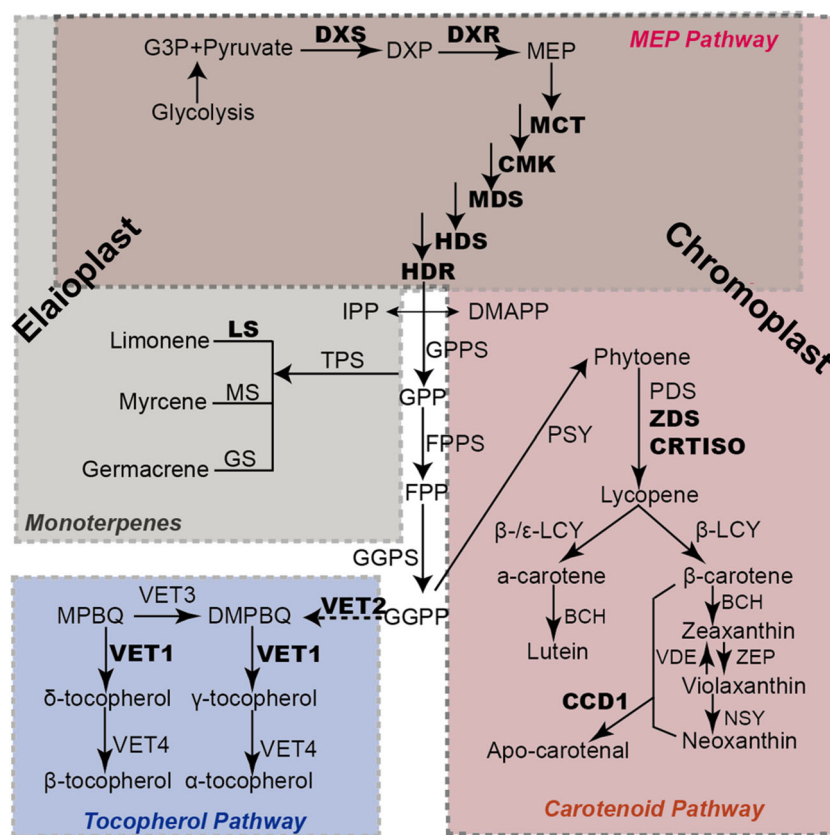 MEP Pathway
G3P+Pyruvate DXS DXP DXR MEP
Glycolysis
MCT
CMK
MDS
HDS
HDR
Elaioplast
Chromoplast
IPP DMAPP
GPPS
Limonene LS
TPS
Myrcene MS
Germacrene GS
Monoterpenes
GPP
FPPS
FPP
GGPS
GGPP
PSY
Phytoene
PDS
ZDS
CRTISO
Lycopene
β-/ε-LCY β-LCY
a-carotene β-carotene
BCH BCH
Lutein Zeaxanthin
VDE ZEP
Violaxanthin
NSY
Neoxanthin
CCD1
Apo-carotenal
Carotenoid Pathway
MPBQ VET3 DMPBQ VET2
VET1 VET1
δ-tocopherol γ-tocopherol
VET4 VET4
β-tocopherol α-tocopherol
Tocopherol Pathway